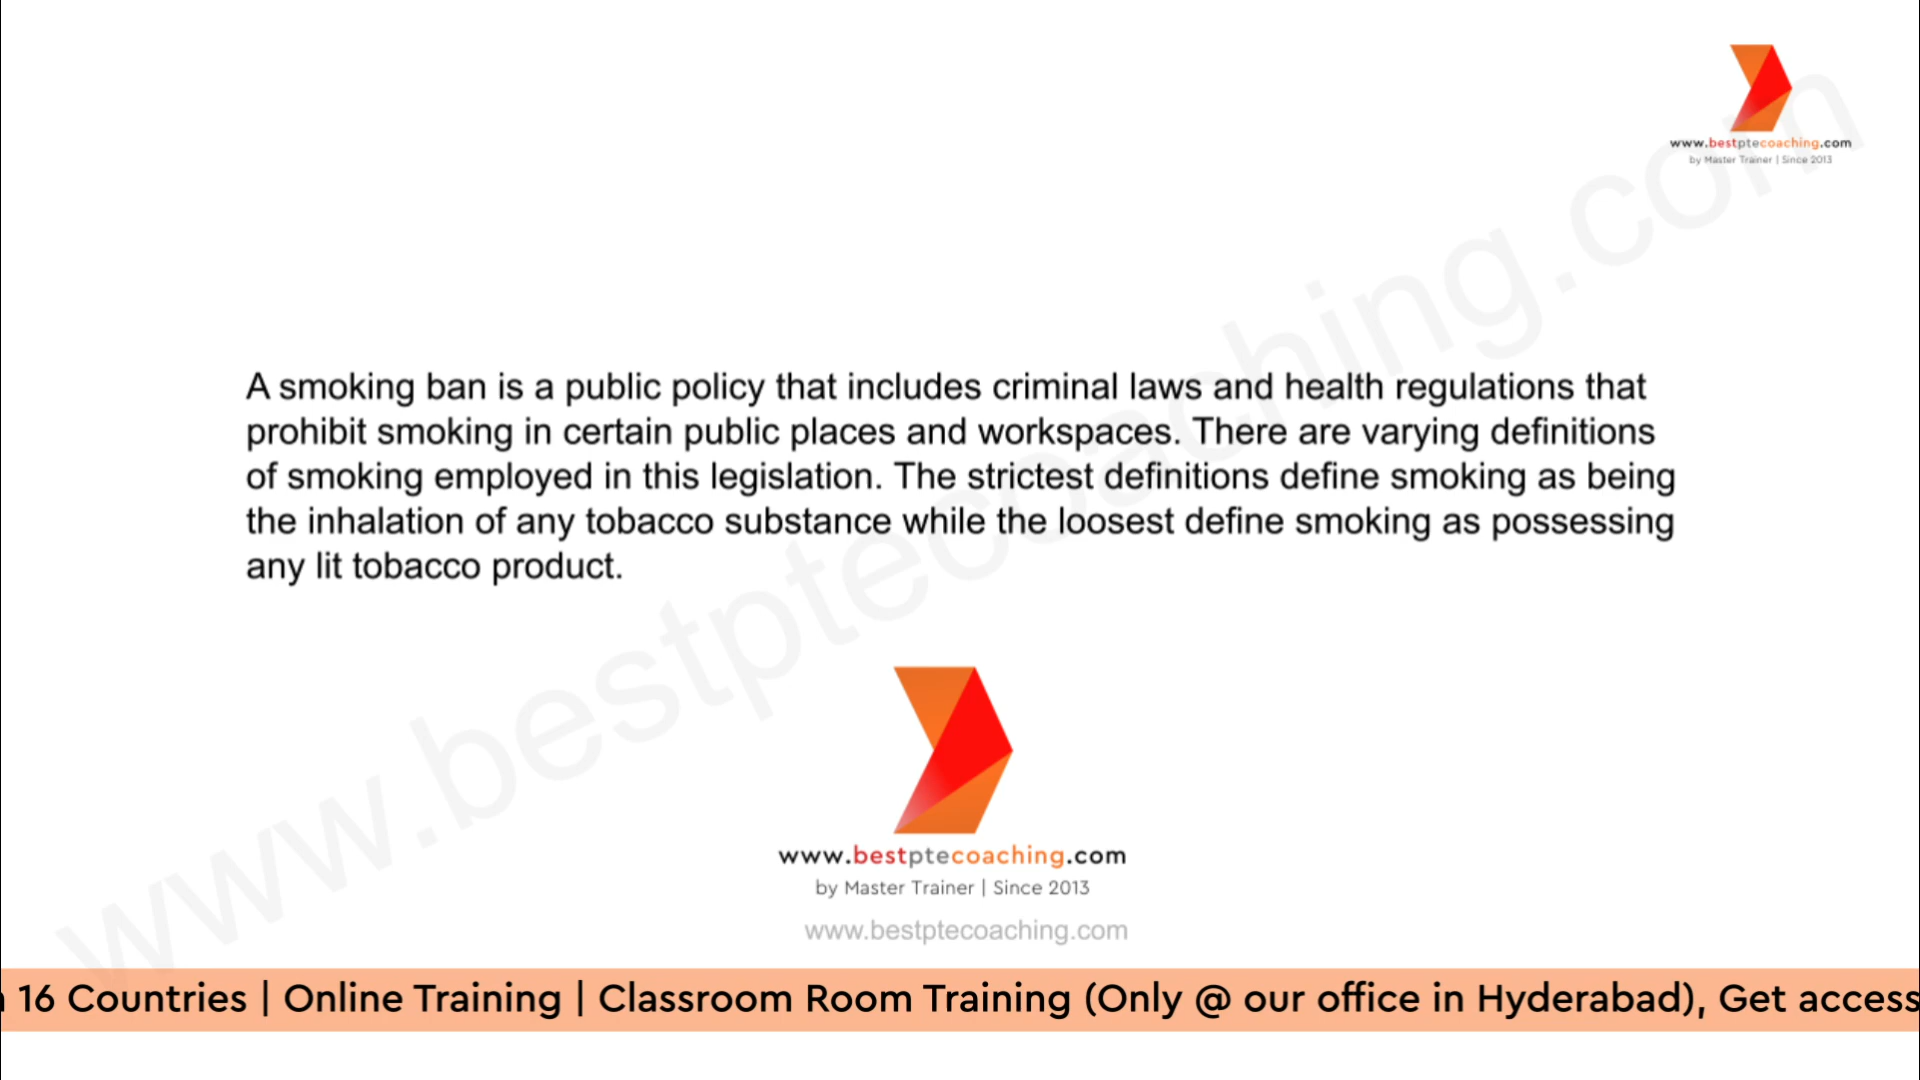 www.bestptecoaching.com
by Master Trainer | Since 2013
A smoking ban is a public policy that includes criminal laws and health regulations that
prohibit smoking in certain public places and workspaces. There are varying definitions
of smoking employed in this legislation. The strictest definitions define smoking as being
the inhalation of any tobacco substance while the loosest define smoking as possessing
any lit tobacco product.
www.bestptecoaching.com
www.bestptecoaching.com
by Master Trainer | Since 2013
www.bestptecoaching.com
16 Countries | Online Training | Classroom Room Training (Only @ our office in Hyderabad), Get access